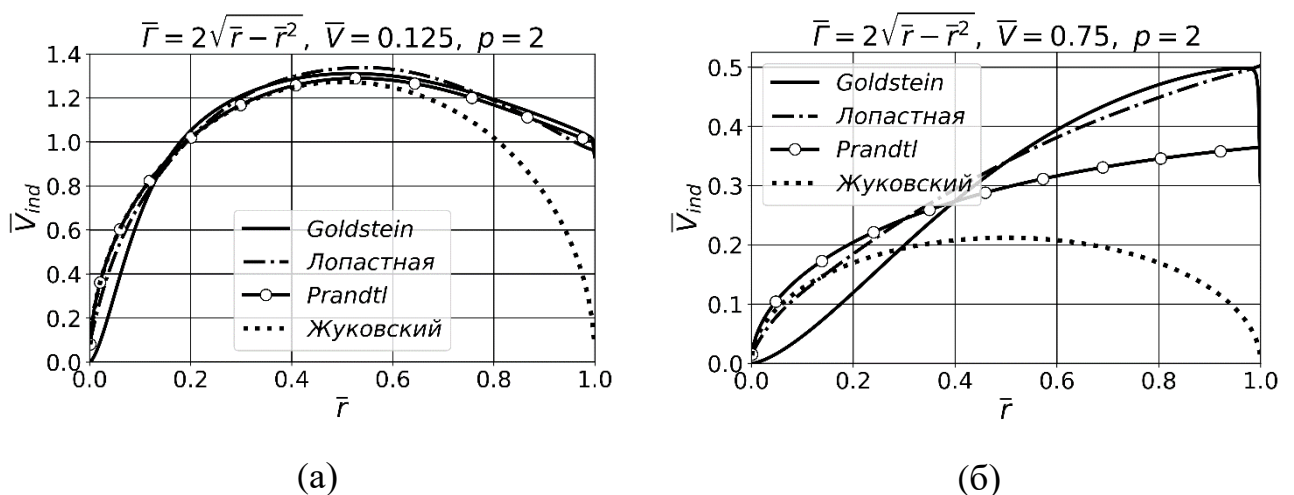 Γ̅ = 2√(r̅ − r̅²), V̅ = 0.125, p = 2
1.4
1.2
1.0
0.8
0.6
0.4
0.2
0.0
V̅ind
Goldstein
Лопастная
Prandtl
Жуковский
0.0 0.2 0.4 0.6 0.8 1.0
r̅
(а)
Γ̅ = 2√(r̅ − r̅²), V̅ = 0.75, p = 2
0.5
0.4
0.3
0.2
0.1
0.0
V̅ind
Goldstein
Лопастная
Prandtl
Жуковский
0.0 0.2 0.4 0.6 0.8 1.0
r̅
(б)